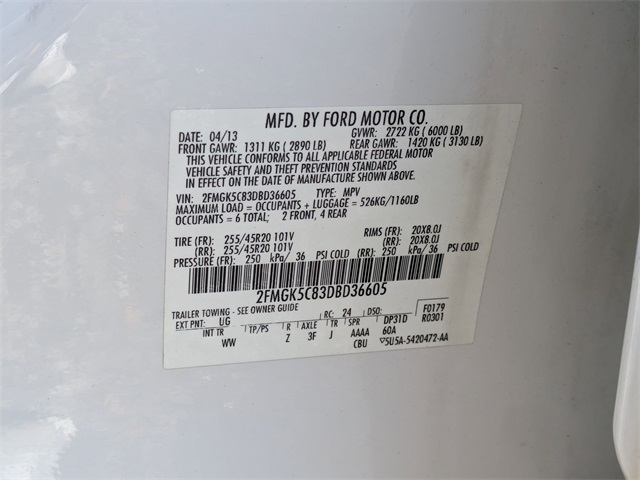 MFD. BY FORD MOTOR CO.
DATE: 04/13 GVWR: 2722 KG ( 6000 LB)
FRONT GAWR: 1311 KG ( 2890 LB) REAR GAWR: 1420 KG ( 3130 LB)
THIS VEHICLE CONFORMS TO ALL APPLICABLE FEDERAL MOTOR
VEHICLE SAFETY AND THEFT PREVENTION STANDARDS
IN EFFECT ON THE DATE OF MANUFACTURE SHOWN ABOVE.
VIN: 2FMGK5C83DBD36605 TYPE: MPV
MAXIMUM LOAD = OCCUPANTS + LUGGAGE = 526KG/1160LB
OCCUPANTS = 6 TOTAL; 2 FRONT, 4 REAR
TIRE (FR): 255/45R20 101V RIMS (FR): 20X8.0J
(RR): 255/45R20 101V (RR): 20X8.0J
PRESSURE (FR): 250 kPa/ 36 PSI COLD (RR): 250 kPa/ 36 PSI COLD
2FMGK5C83DBD36605
TRAILER TOWING - SEE OWNER GUIDE RC: 24 DSO: F0179
EXT PNT: UG DP31D R0301
INT TR TP/PS R AXLE TR SPR 60A
WW Z 3F J AAAA
CBU ▽5U5A-5420472-AA